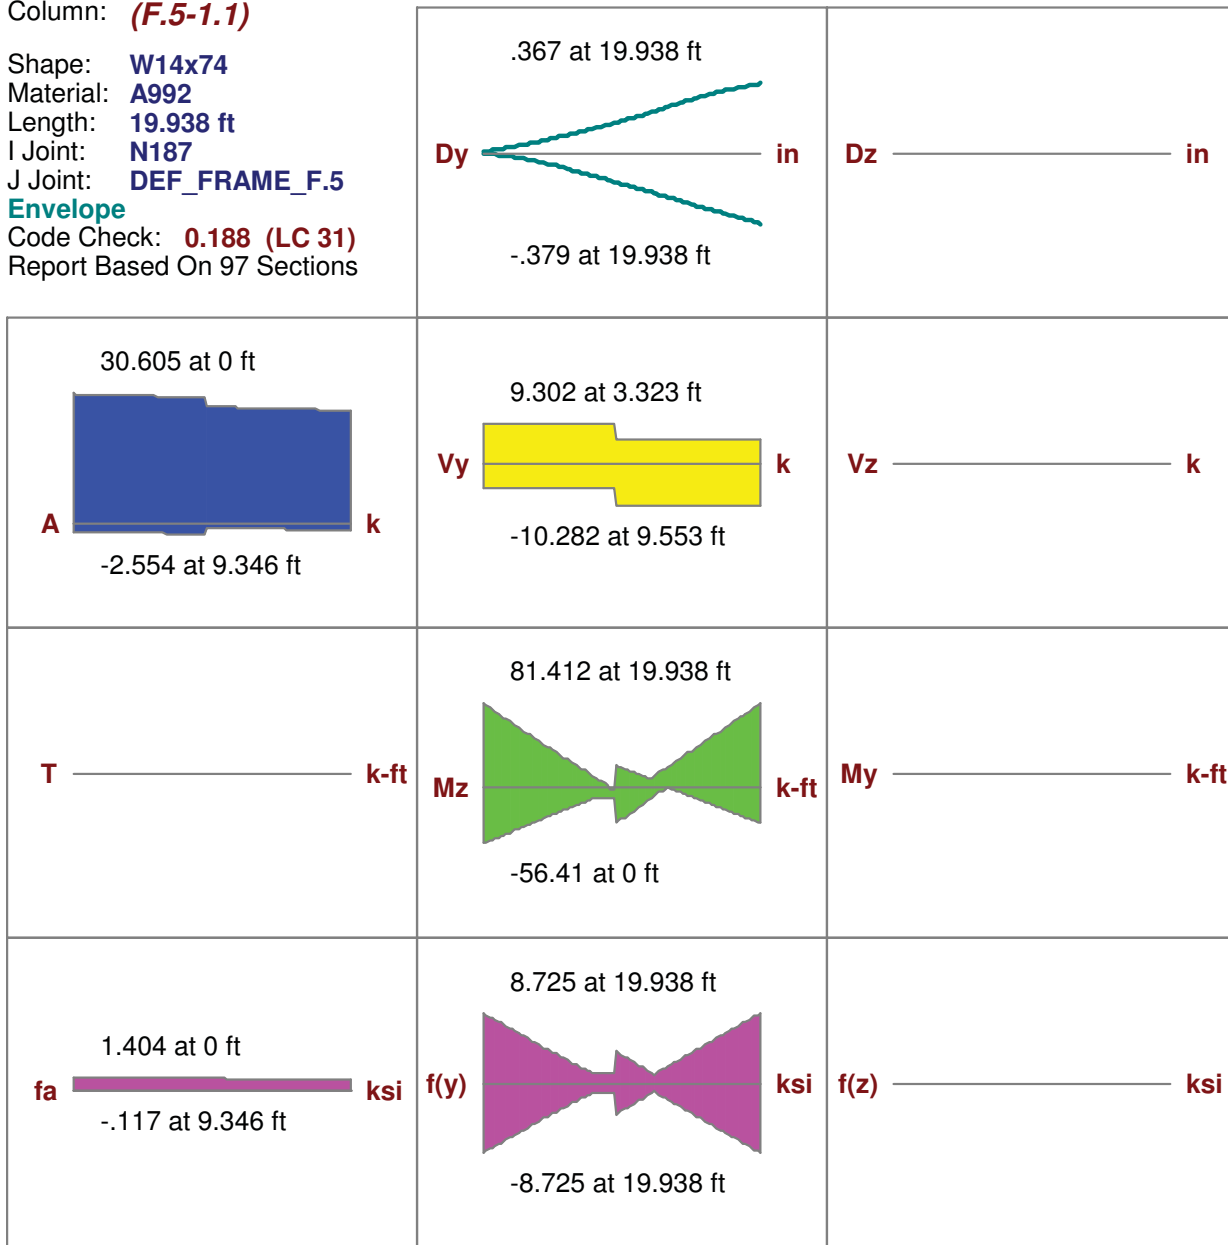 Column: (F.5-1.1)
Shape: W14x74
Material: A992
Length: 19.938 ft
I Joint: N187
J Joint: DEF_FRAME_F.5
Envelope
Code Check: 0.188 (LC 31)
Report Based On 97 Sections
.367 at 19.938 ft
Dy in
-.379 at 19.938 ft
Dz in
30.605 at 0 ft
A k
-2.554 at 9.346 ft
9.302 at 3.323 ft
Vy k
-10.282 at 9.553 ft
Vz k
T k-ft
81.412 at 19.938 ft
Mz k-ft
-56.41 at 0 ft
My k-ft
1.404 at 0 ft
fa ksi
-.117 at 9.346 ft
8.725 at 19.938 ft
f(y) ksi
-8.725 at 19.938 ft
f(z) ksi